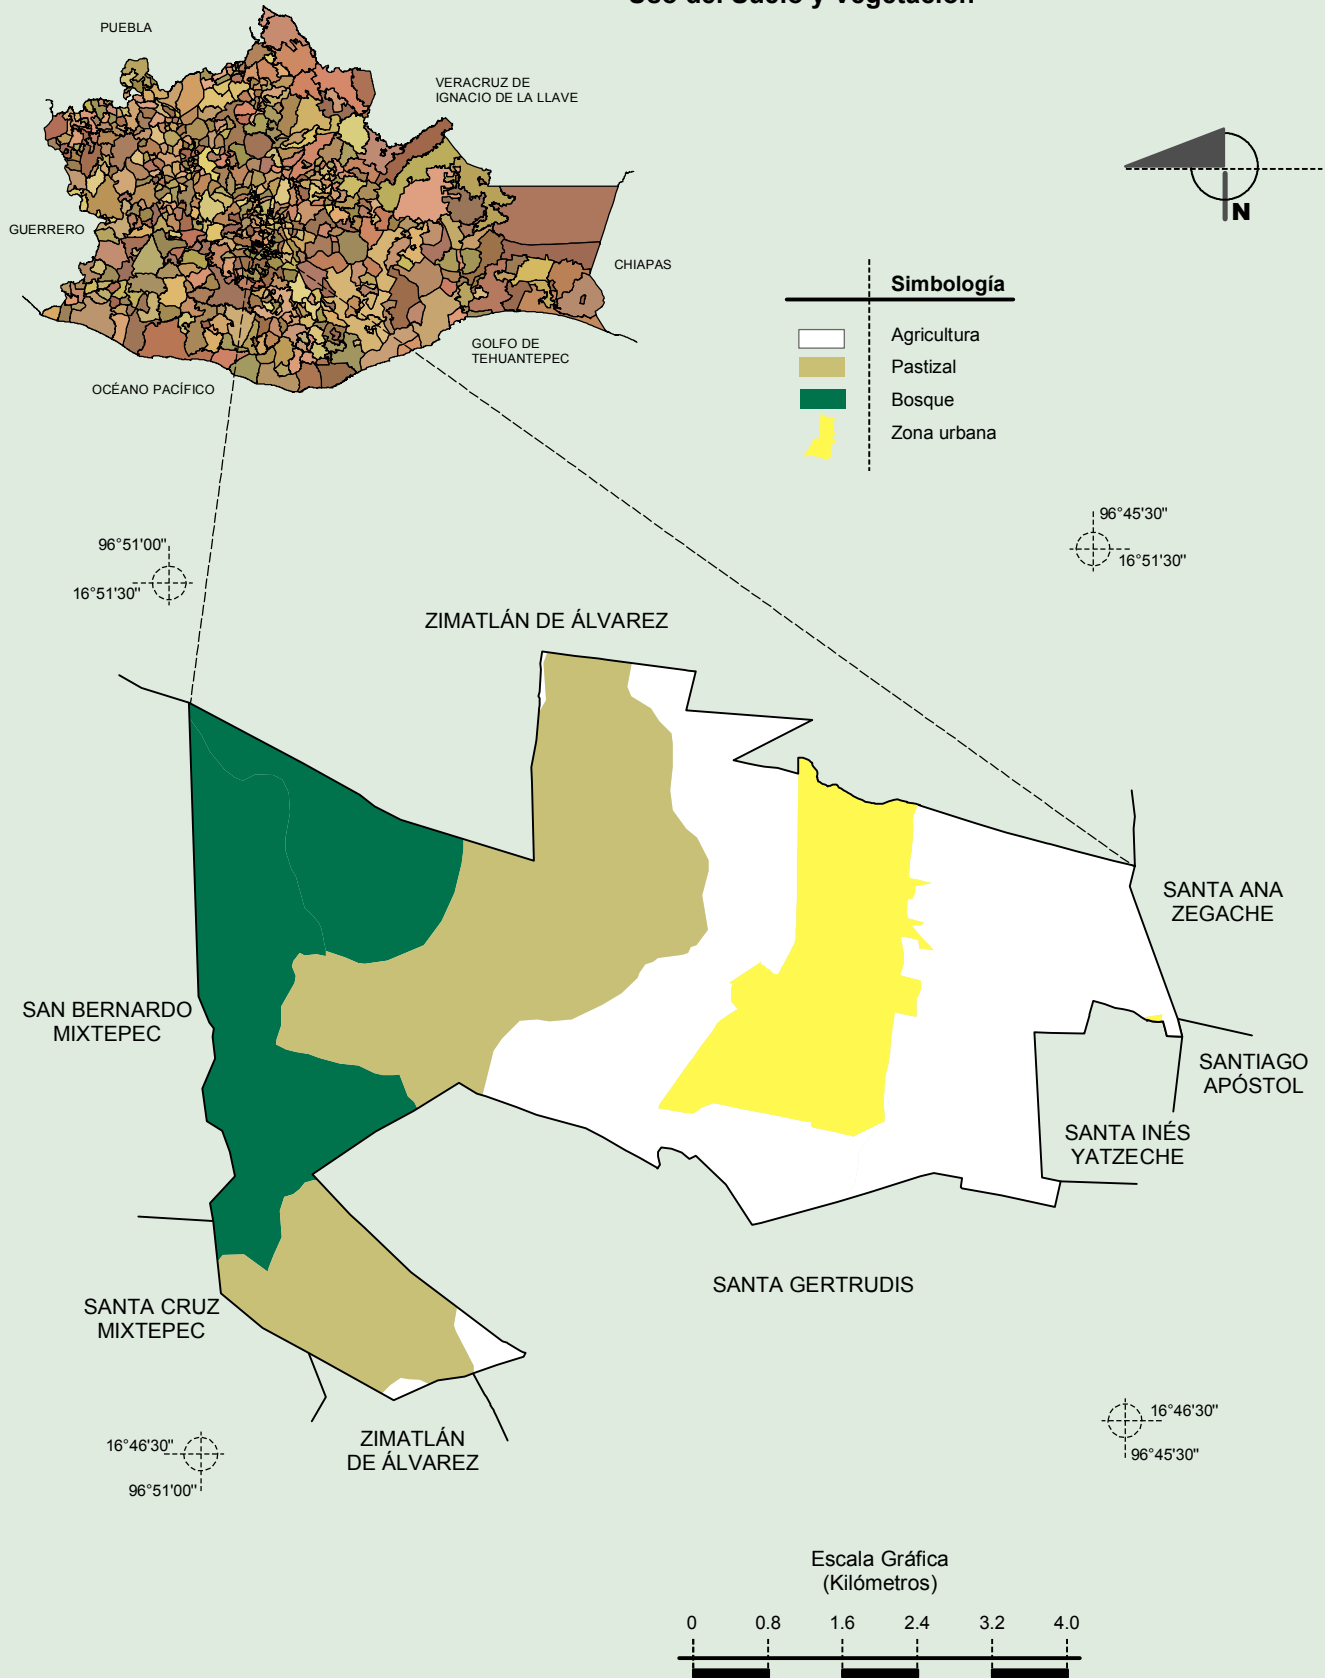 Uso del Suelo y Vegetación
PUEBLA
VERACRUZ DE
IGNACIO DE LA LLAVE
GUERRERO
CHIAPAS
GOLFO DE
TEHUANTEPEC
OCÉANO PACÍFICO
N
Simbología
Agricultura
Pastizal
Bosque
Zona urbana
96°45'30"
16°51'30"
96°51'00"
16°51'30"
ZIMATLÁN DE ÁLVAREZ
SANTA ANA
ZEGACHE
SAN BERNARDO
MIXTEPEC
SANTIAGO
APÓSTOL
SANTA INÉS
YATZECHE
SANTA GERTRUDIS
SANTA CRUZ
MIXTEPEC
ZIMATLÁN
DE ÁLVAREZ
16°46'30"
96°51'00"
16°46'30"
96°45'30"
Escala Gráfica
(Kilómetros)
0 0.8 1.6 2.4 3.2 4.0